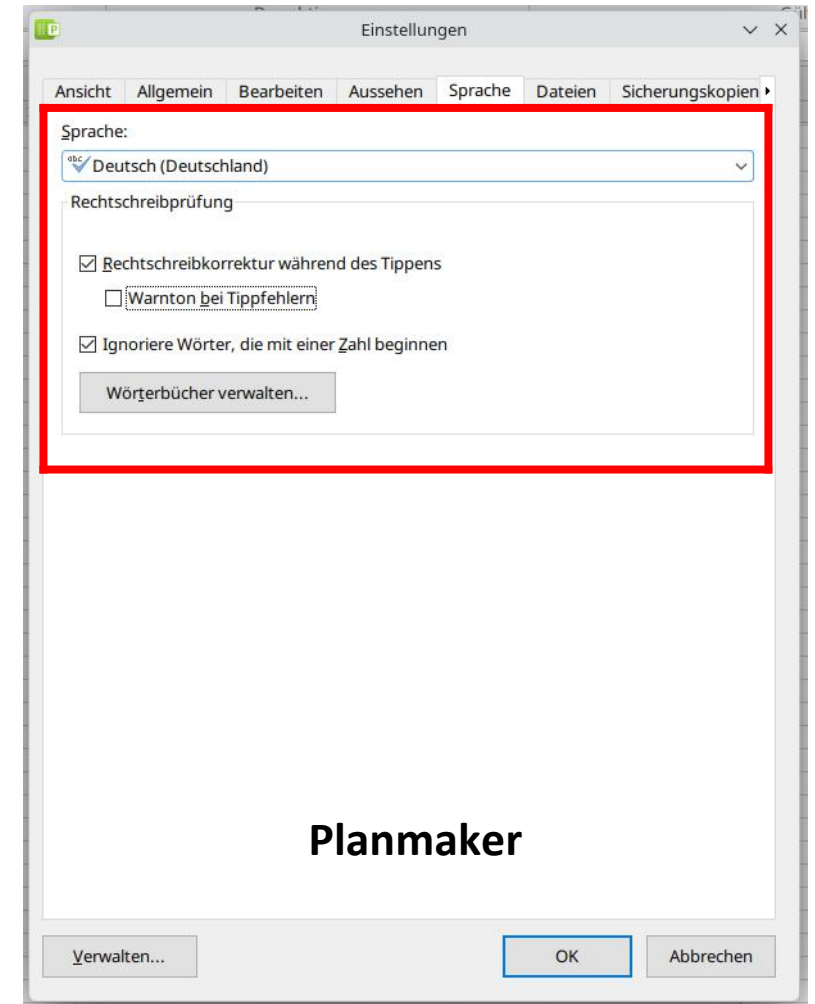 Einstellungen
Ansicht Allgemein Bearbeiten Aussehen Sprache Dateien Sicherungskopien
Sprache:
abc Deutsch (Deutschland)
Rechtschreibprüfung
Rechtschreibkorrektur während des Tippens
Warnton bei Tippfehlern
Ignoriere Wörter, die mit einer Zahl beginnen
Wörterbücher verwalten...
Planmaker
Verwalten... OK Abbrechen